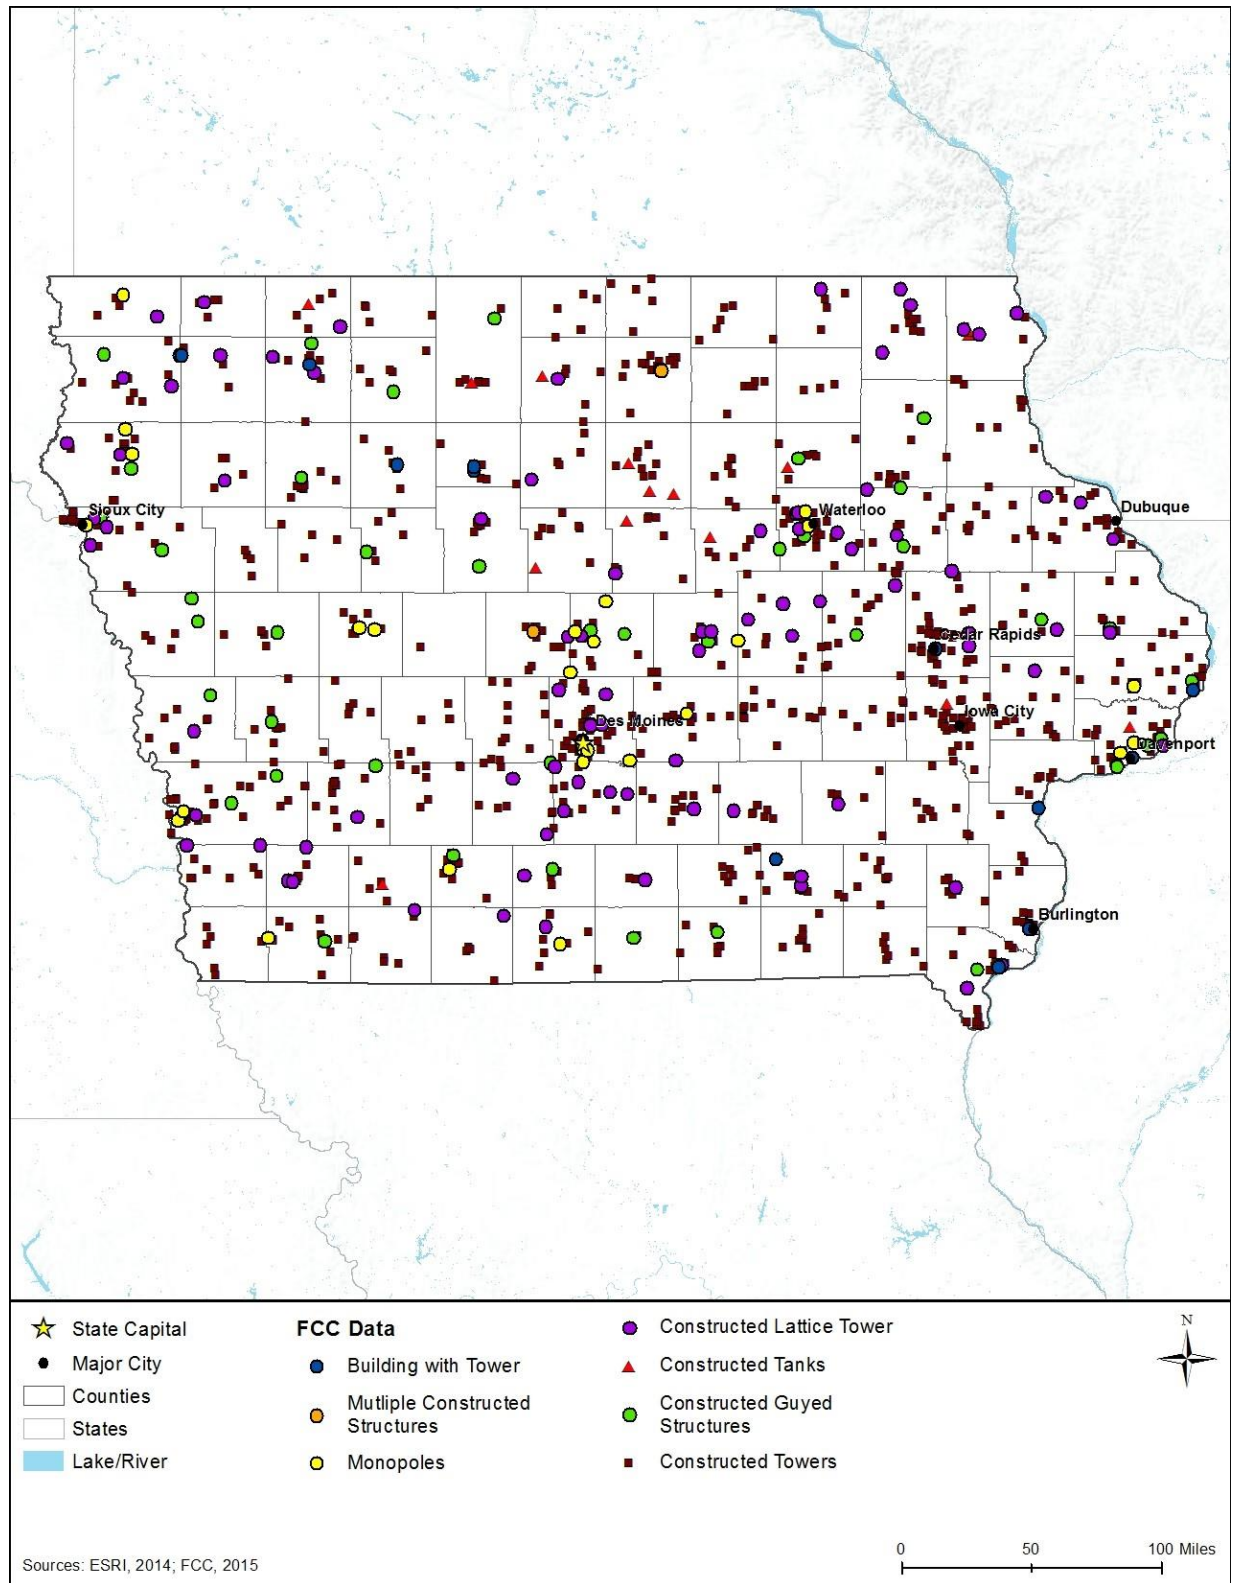 Sioux City
Waterloo
Dubuque
Cedar Rapids
Des Moines
Iowa City
Davenport
Burlington
State Capital
Major City
Counties
States
Lake/River
FCC Data
Building with Tower
Mutliple Constructed
Structures
Monopoles
Constructed Lattice Tower
Constructed Tanks
Constructed Guyed
Structures
Constructed Towers
N
0 50 100 Miles
Sources: ESRI, 2014; FCC, 2015